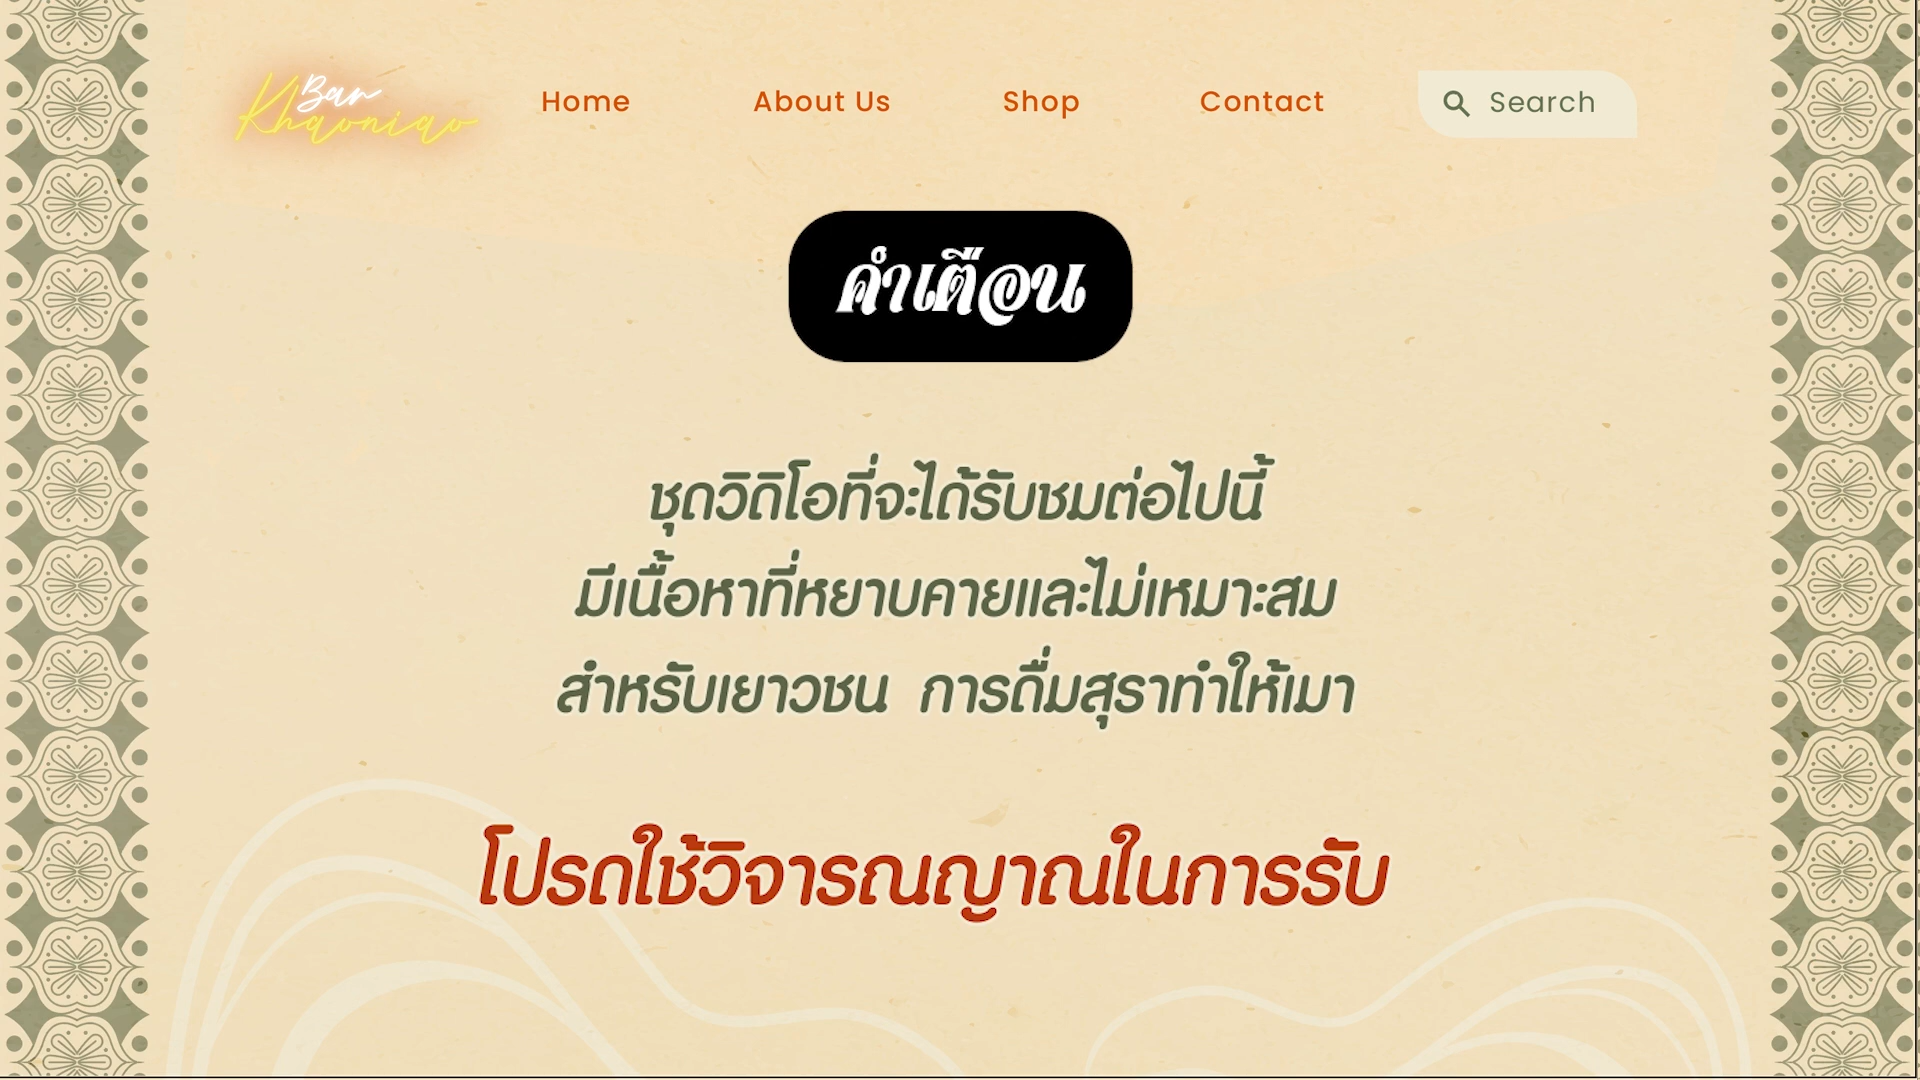 Ban
Khaoniao
Home
About Us
Shop
Contact
Search
คำเตือน
ชุดวิดิโอที่จะได้รับชมต่อไปนี้
มีเนื้อหาที่หยาบคายและไม่เหมาะสม
สำหรับเยาวชน การดื่มสุราทำให้เมา
โปรดใช้วิจารณญาณในการรับ